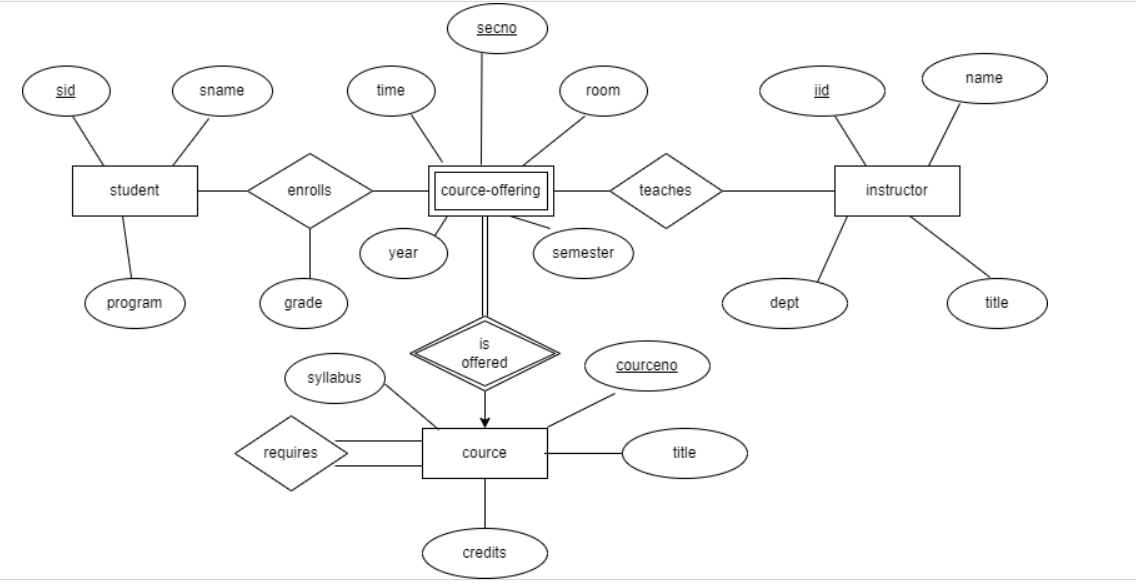 secno
sid
sname
time
room
iid
name
student
enrolls
cource-offering
teaches
instructor
year
semester
program
grade
dept
title
is
offered
syllabus
courceno
requires
cource
title
credits